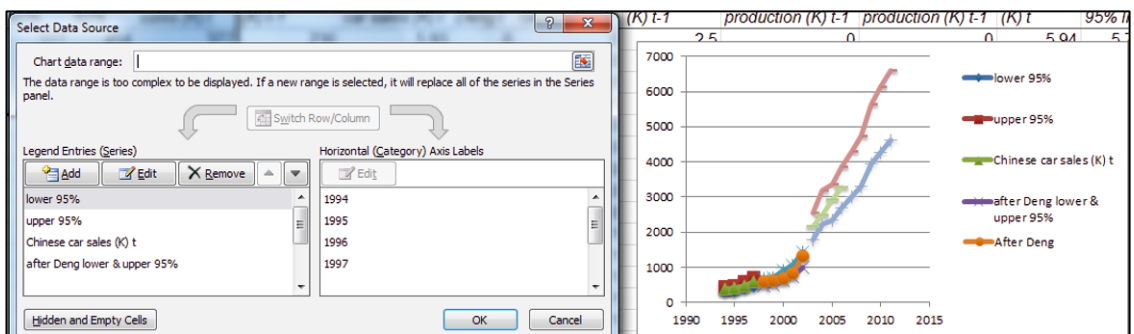 Select Data Source
Chart data range:
The data range is too complex to be displayed. If a new range is selected, it will replace all of the series in the Series
panel.
Switch Row/Column
Legend Entries (Series)
Add Edit Remove
lower 95%
upper 95%
Chinese car sales (K) t
after Deng lower & upper 95%
Horizontal (Category) Axis Labels
Edit
1994
1995
1996
1997
Hidden and Empty Cells
OK Cancel
(K) t-1 production (K) t-1 production (K) t-1 (K) t 95% li
2.5 0 0 5.94 5.7
7000
6000
5000
4000
3000
2000
1000
0
1990 1995 2000 2005 2010 2015
lower 95%
upper 95%
Chinese car sales (K) t
after Deng lower &
upper 95%
After Deng